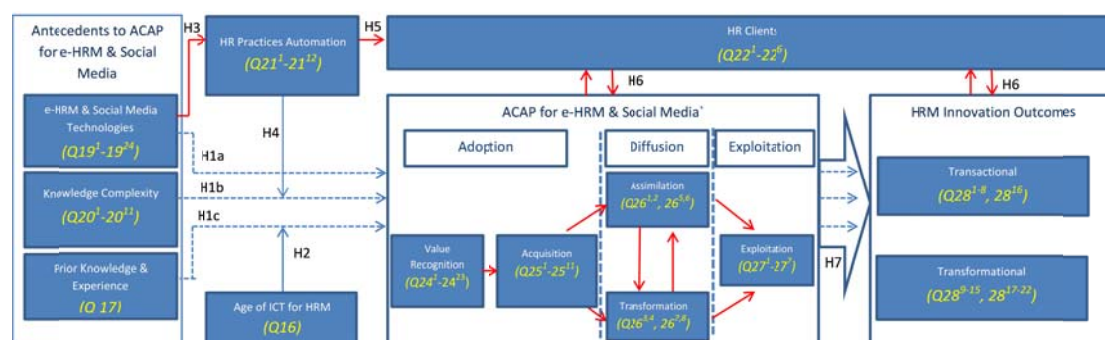 Antecedents to ACAP
for e-HRM & Social
Media
e-HRM & Social Media
Technologies
(Q19¹-19²⁴)
Knowledge Complexity
(Q20¹-20¹¹)
Prior Knowledge &
Experience
(Q 17)
H3
HR Practices Automation
(Q21¹-21¹²)
H5
HR Clients
(Q22¹-22⁶)
H4
H1a
H1b
H1c
H2
Age of ICT for HRM
(Q16)
H6
ACAP for e-HRM & Social Media
Adoption
Diffusion
Exploitation
Value
Recognition
(Q24¹-24²³)
Acquisition
(Q25¹-25¹¹)
Assimilation
(Q26¹˒², 26⁵˒⁶)
Transformation
(Q26³˒⁴, 26⁷˒⁸)
Exploitation
(Q27¹-27⁷)
H7
H6
HRM Innovation Outcomes
Transactional
(Q28¹⁻⁸, 28¹⁶)
Transformational
(Q28⁹⁻¹⁵, 28¹⁷⁻²²)